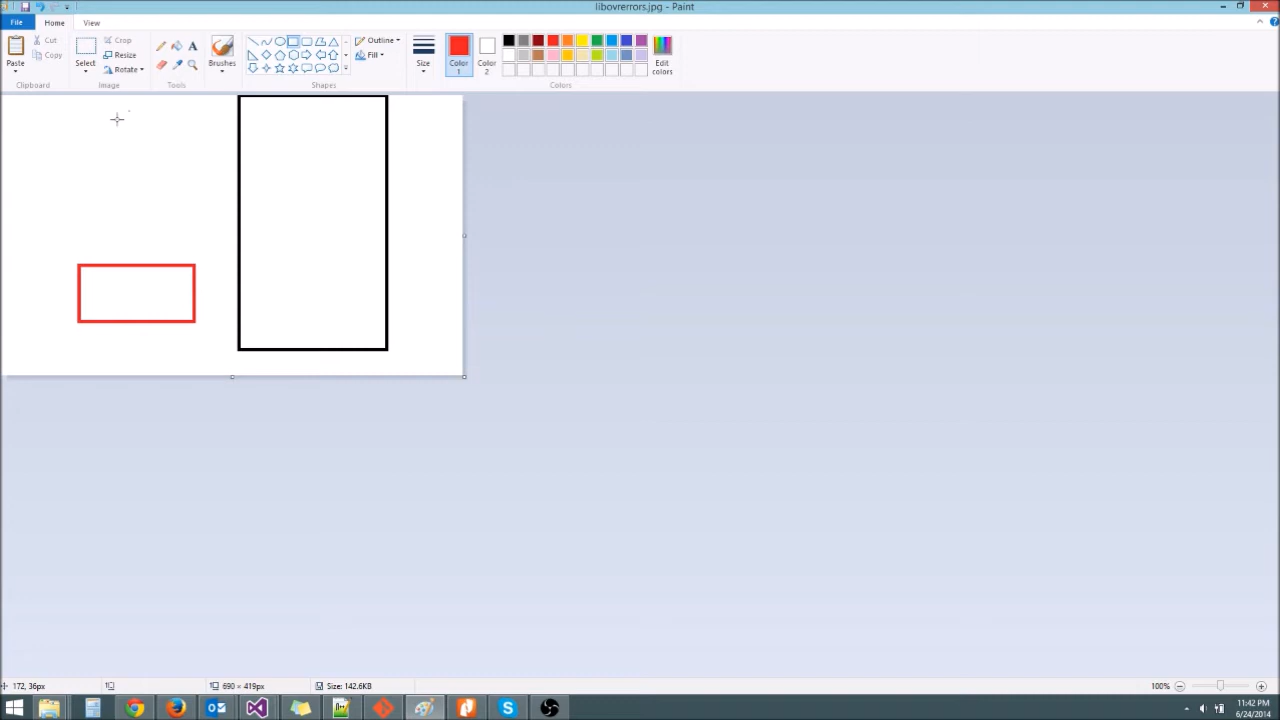 libovrerrors.jpg - Paint
File Home View
Paste
Cut
Copy
Clipboard
Select
Crop
Resize
Rotate
Image
A
Tools
Brushes
Outline
Fill
Shapes
Size
Color 1
Color 2
Edit colors
Colors
172, 36px
690 × 419px
Size: 142.6KB
100%
11:42 PM
6/24/2014